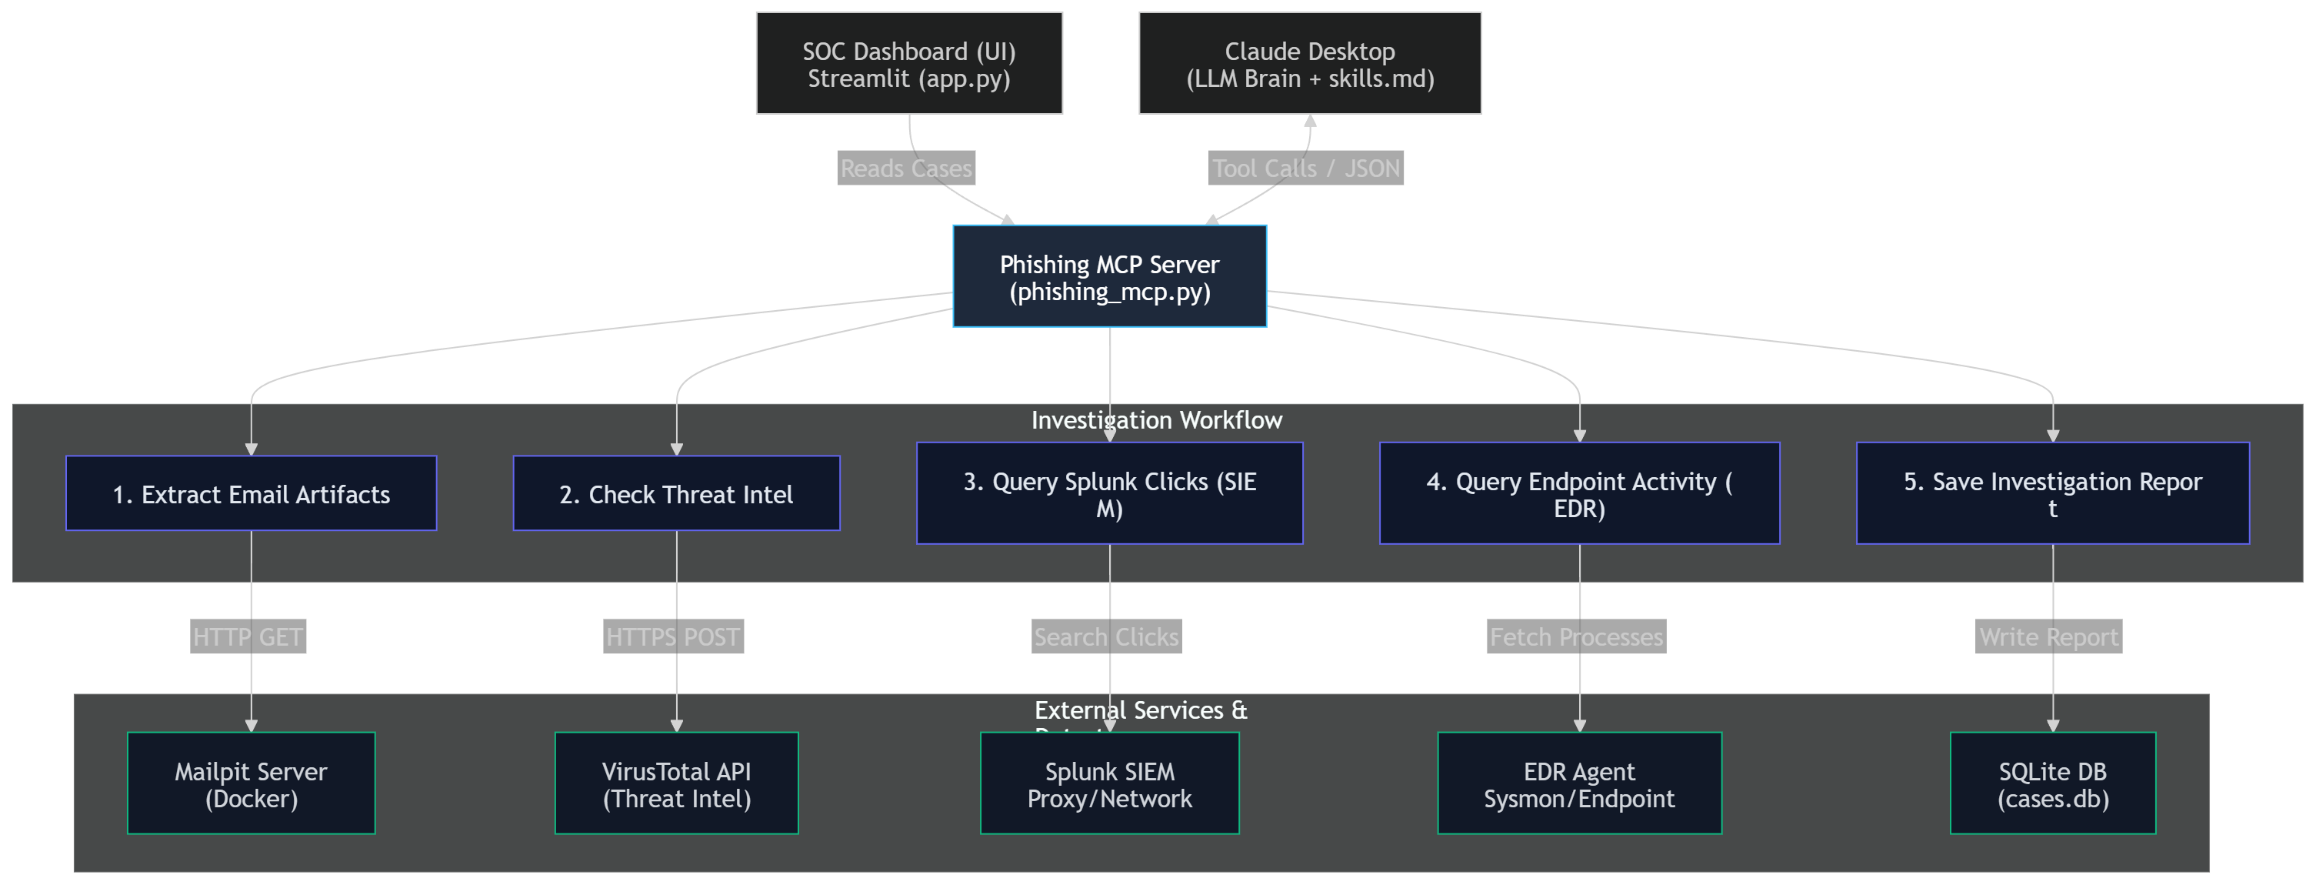 SOC Dashboard (UI)
Streamlit (app.py)
Claude Desktop
(LLM Brain + skills.md)
Reads Cases
Tool Calls / JSON
Phishing MCP Server
(phishing_mcp.py)
Investigation Workflow
1. Extract Email Artifacts
2. Check Threat Intel
3. Query Splunk Clicks (SIE
M)
4. Query Endpoint Activity (
EDR)
5. Save Investigation Repor
t
HTTP GET
HTTPS POST
Search Clicks
Fetch Processes
Write Report
External Services &
Mailpit Server
(Docker)
VirusTotal API
(Threat Intel)
Splunk SIEM
Proxy/Network
EDR Agent
Sysmon/Endpoint
SQLite DB
(cases.db)